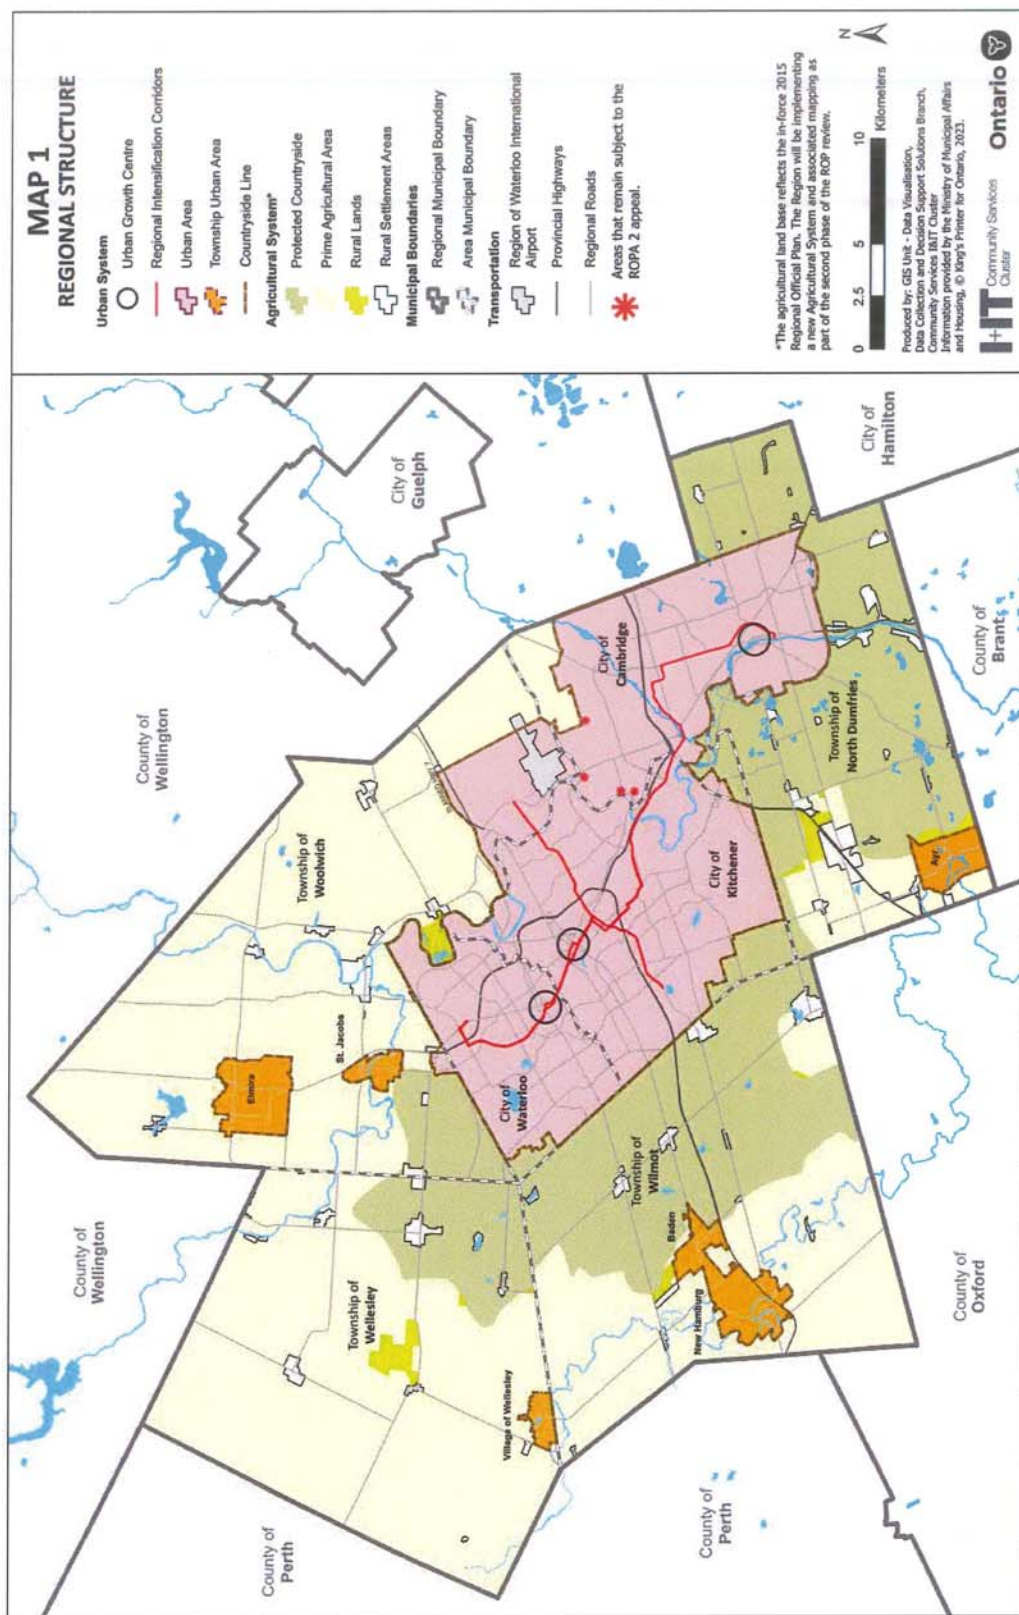 MAP 1
REGIONAL STRUCTURE
Urban System
Urban Growth Centre
Regional Intensification Corridors
Urban Area
Township Urban Area
Countryside Line
Agricultural System*
Protected Countryside
Prime Agricultural Area
Rural Lands
Rural Settlement Areas
Municipal Boundaries
Regional Municipal Boundary
Area Municipal Boundary
Transportation
Region of Waterloo International
Airport
Provincial Highways
Regional Roads
Areas that remain subject to the
ROPA 2 appeal.
*The agricultural land base reflects the in-force 2015
Regional Official Plan. The Region will be implementing
a new Agricultural System and associated mapping as
part of the second phase of the ROP review.
N
0 2.5 5 10
Kilometers
Produced by: GIS Unit - Data Visualisation,
Data Collection and Decision Support Solutions Branch,
Community Services I&IT Cluster
Information provided by the Ministry of Municipal Affairs
and Housing, © King's Printer for Ontario, 2023.
I+IT
Community Services
Cluster
Ontario
County of
Wellington
County of
Wellington
City of
Guelph
Township of
Woolwich
Elmira
St. Jacobs
City of
Cambridge
City of
Hamilton
County of
Perth
Township of
Wellesley
City of
Waterloo
City of
Kitchener
Village of Wellesley
Township of
Wilmot
Township of
North Dumfries
Baden
New Hamburg
Ayr
County of
Brant
County of
Perth
County of
Oxford